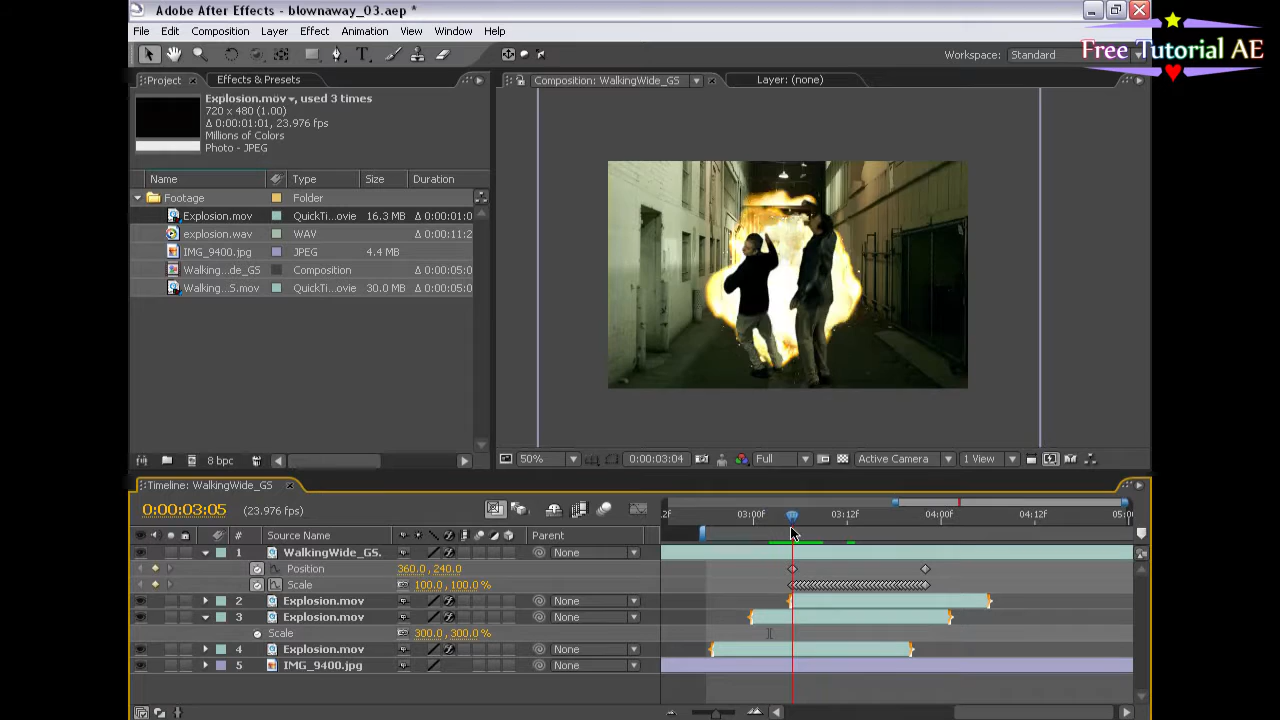 Adobe After Effects - blownaway_03.aep *
File Edit Composition Layer Effect Animation View Window Help
Workspace: Standard
Free Tutorial AE
Project Effects & Presets
Composition: WalkingWide_GS Layer: (none)
Explosion.mov, used 3 times
720 x 480 (1.00)
Δ 0:00:01:01, 23.976 fps
Millions of Colors
Photo - JPEG
Name Type Size Duration
Footage Folder
Explosion.mov QuickTi...ovie 16.3 MB Δ 0:00:01:0
explosion.wav WAV Δ 0:00:11:2
IMG_9400.jpg JPEG 4.4 MB
Walking...de_GS Composition Δ 0:00:05:0
Walking...S.mov QuickTi...ovie 30.0 MB Δ 0:00:05:0
8 bpc
50% 0:00:03:04 Full Active Camera 1 View
Timeline: WalkingWide_GS
0:00:03:05 (23.976 fps)
2F 03:00F 03:12F 04:00F 04:12F 05:00
# Source Name Parent
1 WalkingWide_GS. None
Position 360.0, 240.0
Scale 100.0, 100.0 %
2 Explosion.mov None
3 Explosion.mov None
Scale 300.0, 300.0 %
4 Explosion.mov None
5 IMG_9400.jpg None